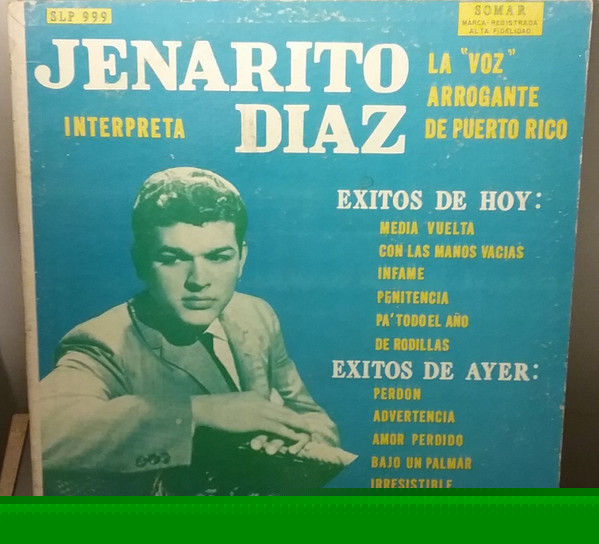 SLP 999
SOMAR
MARCA REGISTRADA
ALTA FIDELIDAD
JENARITO
DIAZ
INTERPRETA
LA "VOZ"
ARROGANTE
DE PUERTO RICO
EXITOS DE HOY:
MEDIA VUELTA
CON LAS MANOS VACIAS
INFAME
PENITENCIA
PA' TODO EL AÑO
DE RODILLAS
EXITOS DE AYER:
PERDON
ADVERTENCIA
AMOR PERDIDO
BAJO UN PALMAR
IRRESISTIBLE